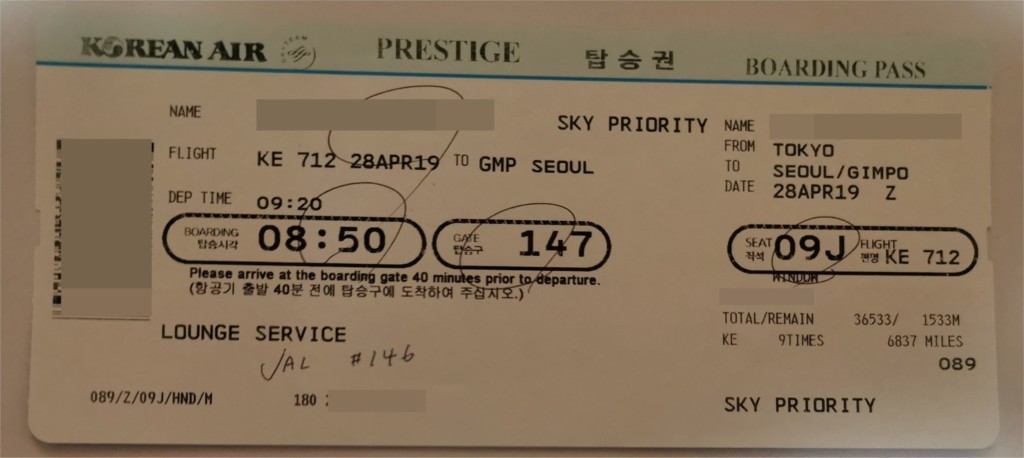 KOREAN AIR SKYTEAM PRESTIGE 탑승권 BOARDING PASS
NAME
SKY PRIORITY
FLIGHT KE 712 28APR19 TO GMP SEOUL
DEP TIME 09:20
BOARDING 탑승시각 08:50 GATE 탑승구 147
Please arrive at the boarding gate 40 minutes prior to departure.
(항공기 출발 40분 전에 탑승구에 도착하여 주십시오.)
LOUNGE SERVICE
JAL #146
089/Z/09J/HND/M 180
NAME
FROM TOKYO
TO SEOUL/GIMPO
DATE 28APR19 Z
SEAT 좌석 09J FLIGHT 편명 KE 712
WINDOW
TOTAL/REMAIN 36533/ 1533M
KE 9TIMES 6837 MILES
089
SKY PRIORITY